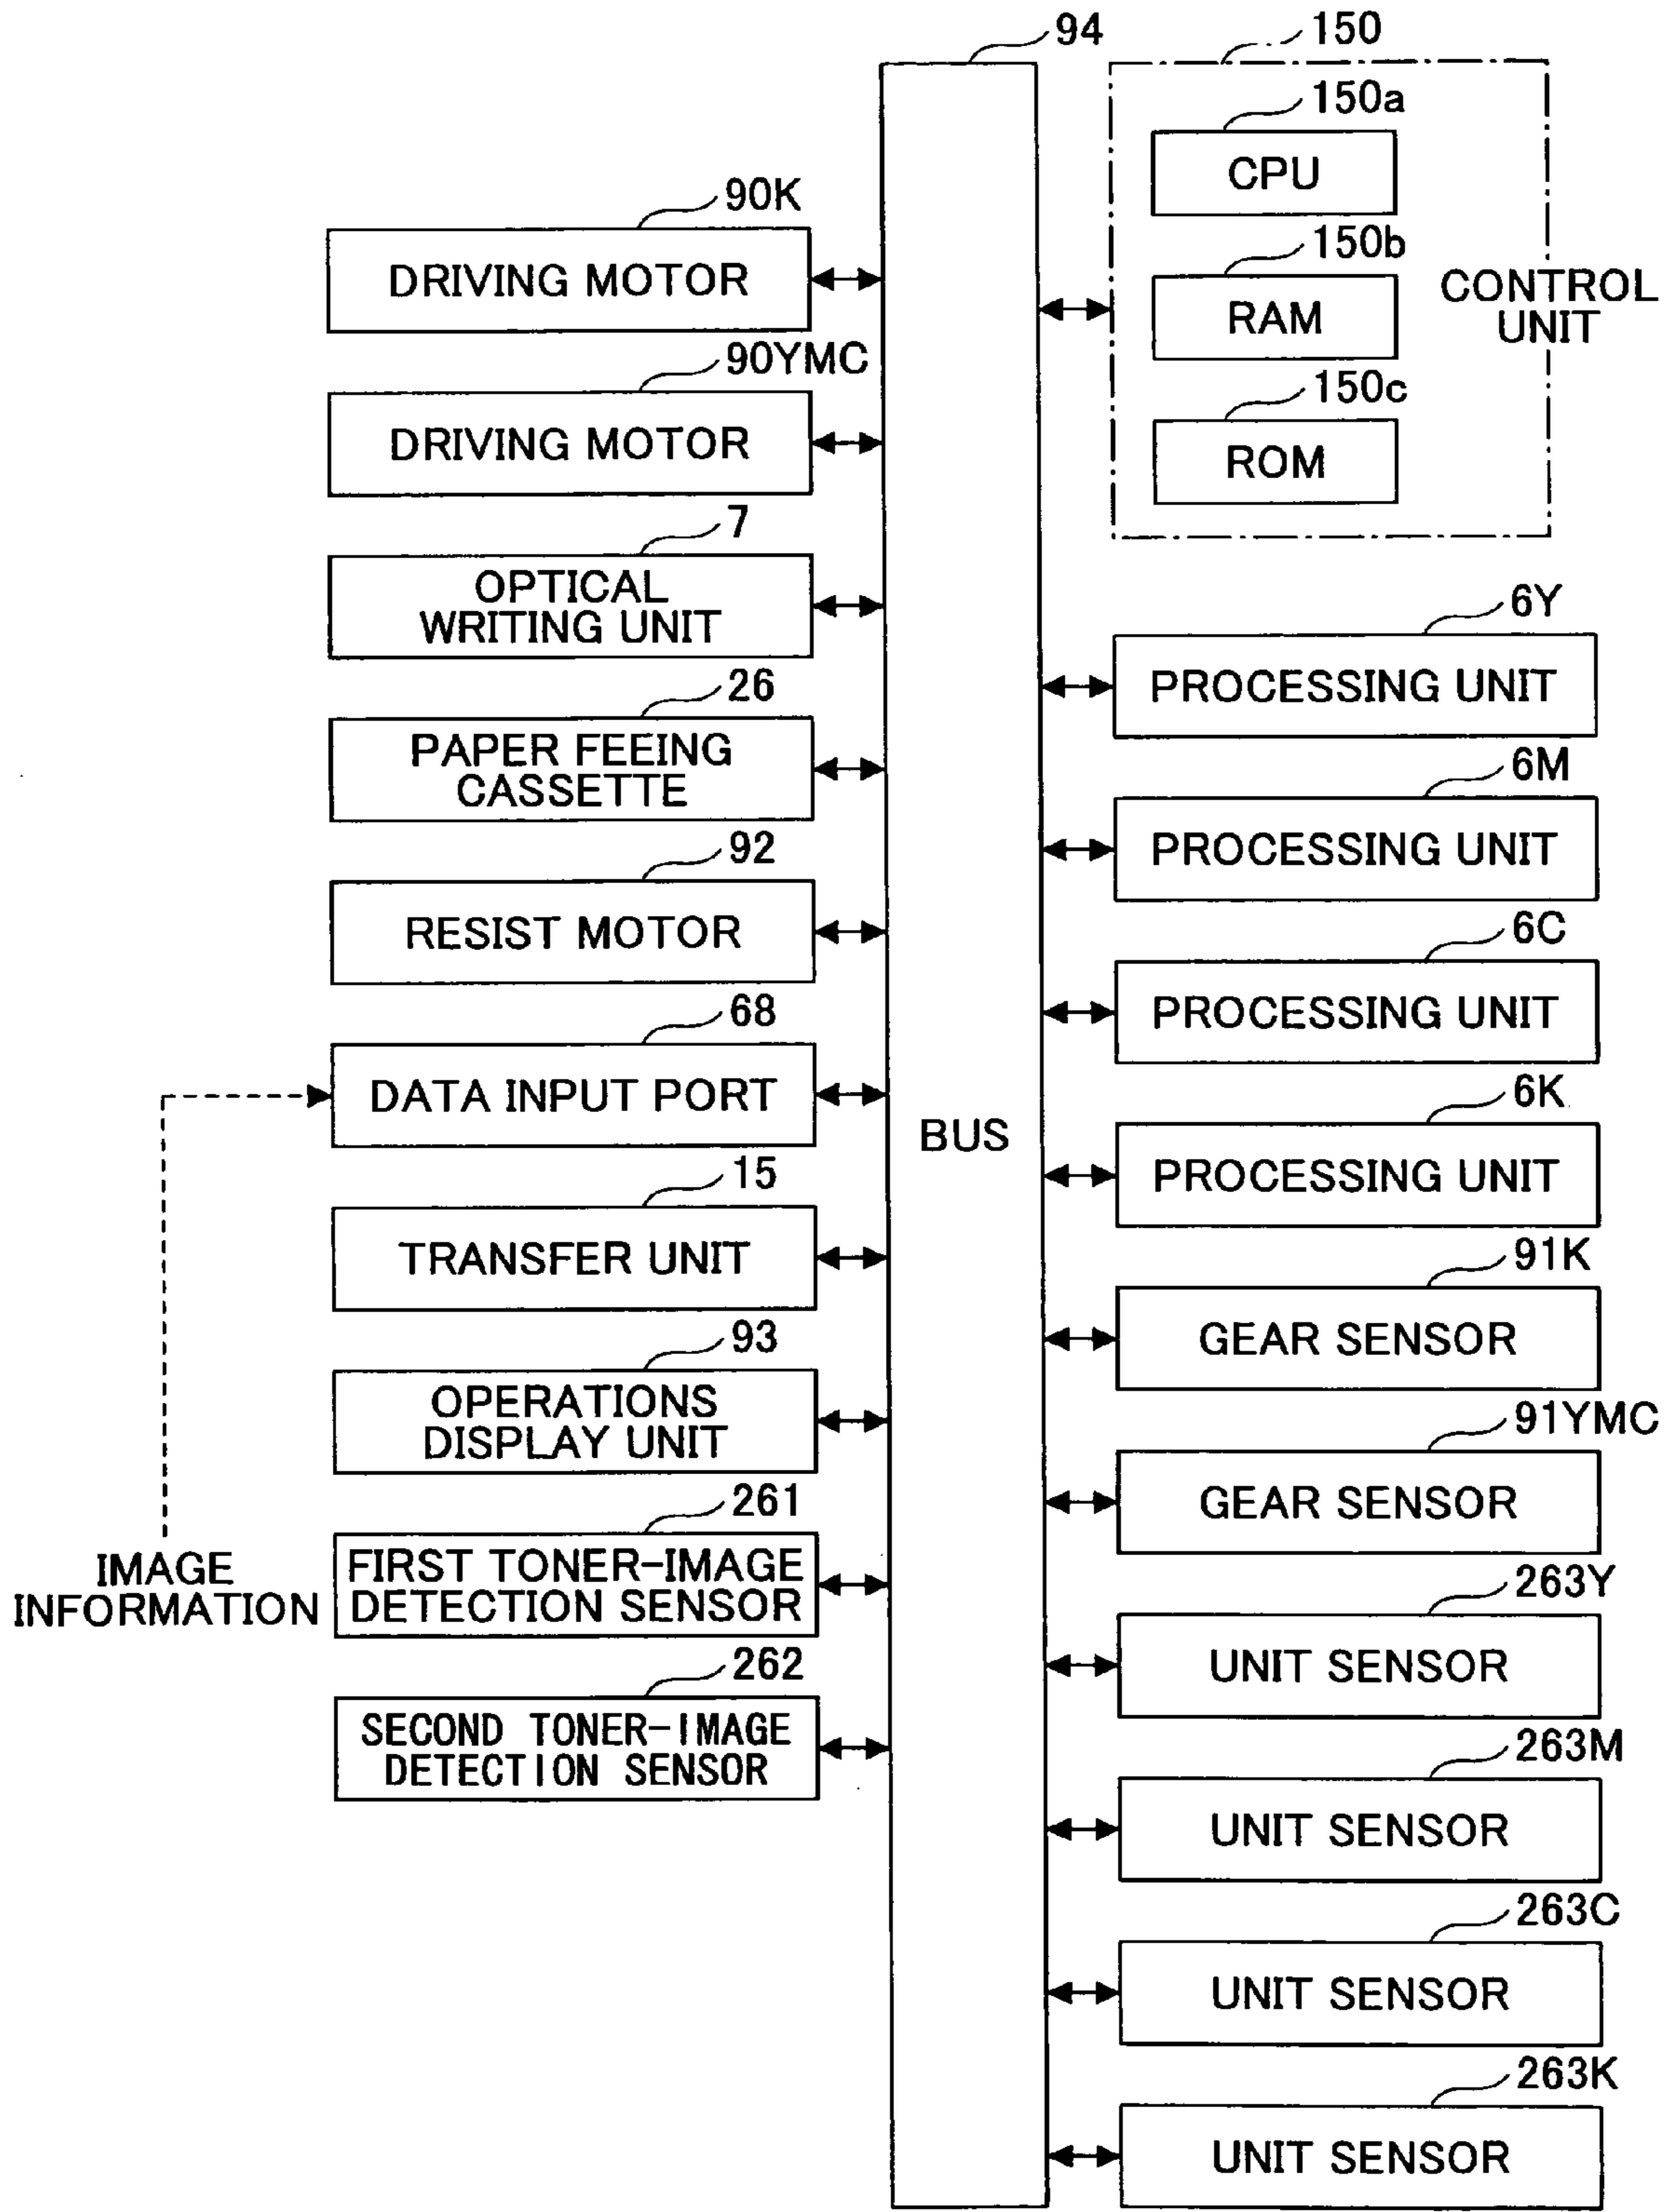 94
150
150a
CPU
150b
RAM
150c
ROM
CONTROL
UNIT
90K
DRIVING MOTOR
90YMC
DRIVING MOTOR
7
OPTICAL
WRITING UNIT
26
PAPER FEEING
CASSETTE
92
RESIST MOTOR
68
DATA INPUT PORT
15
TRANSFER UNIT
93
OPERATIONS
DISPLAY UNIT
261
FIRST TONER-IMAGE
DETECTION SENSOR
262
SECOND TONER-IMAGE
DETECTION SENSOR
IMAGE
INFORMATION
BUS
6Y
PROCESSING UNIT
6M
PROCESSING UNIT
6C
PROCESSING UNIT
6K
PROCESSING UNIT
91K
GEAR SENSOR
91YMC
GEAR SENSOR
263Y
UNIT SENSOR
263M
UNIT SENSOR
263C
UNIT SENSOR
263K
UNIT SENSOR